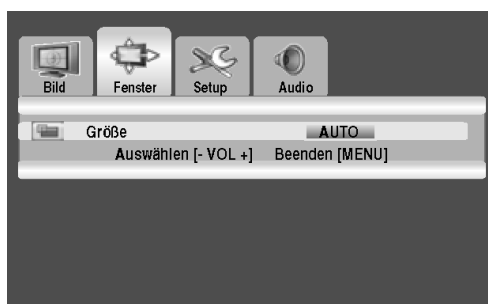 Bild Fenster Setup Audio
Größe AUTO
Auswählen [- VOL +] Beenden [MENU]